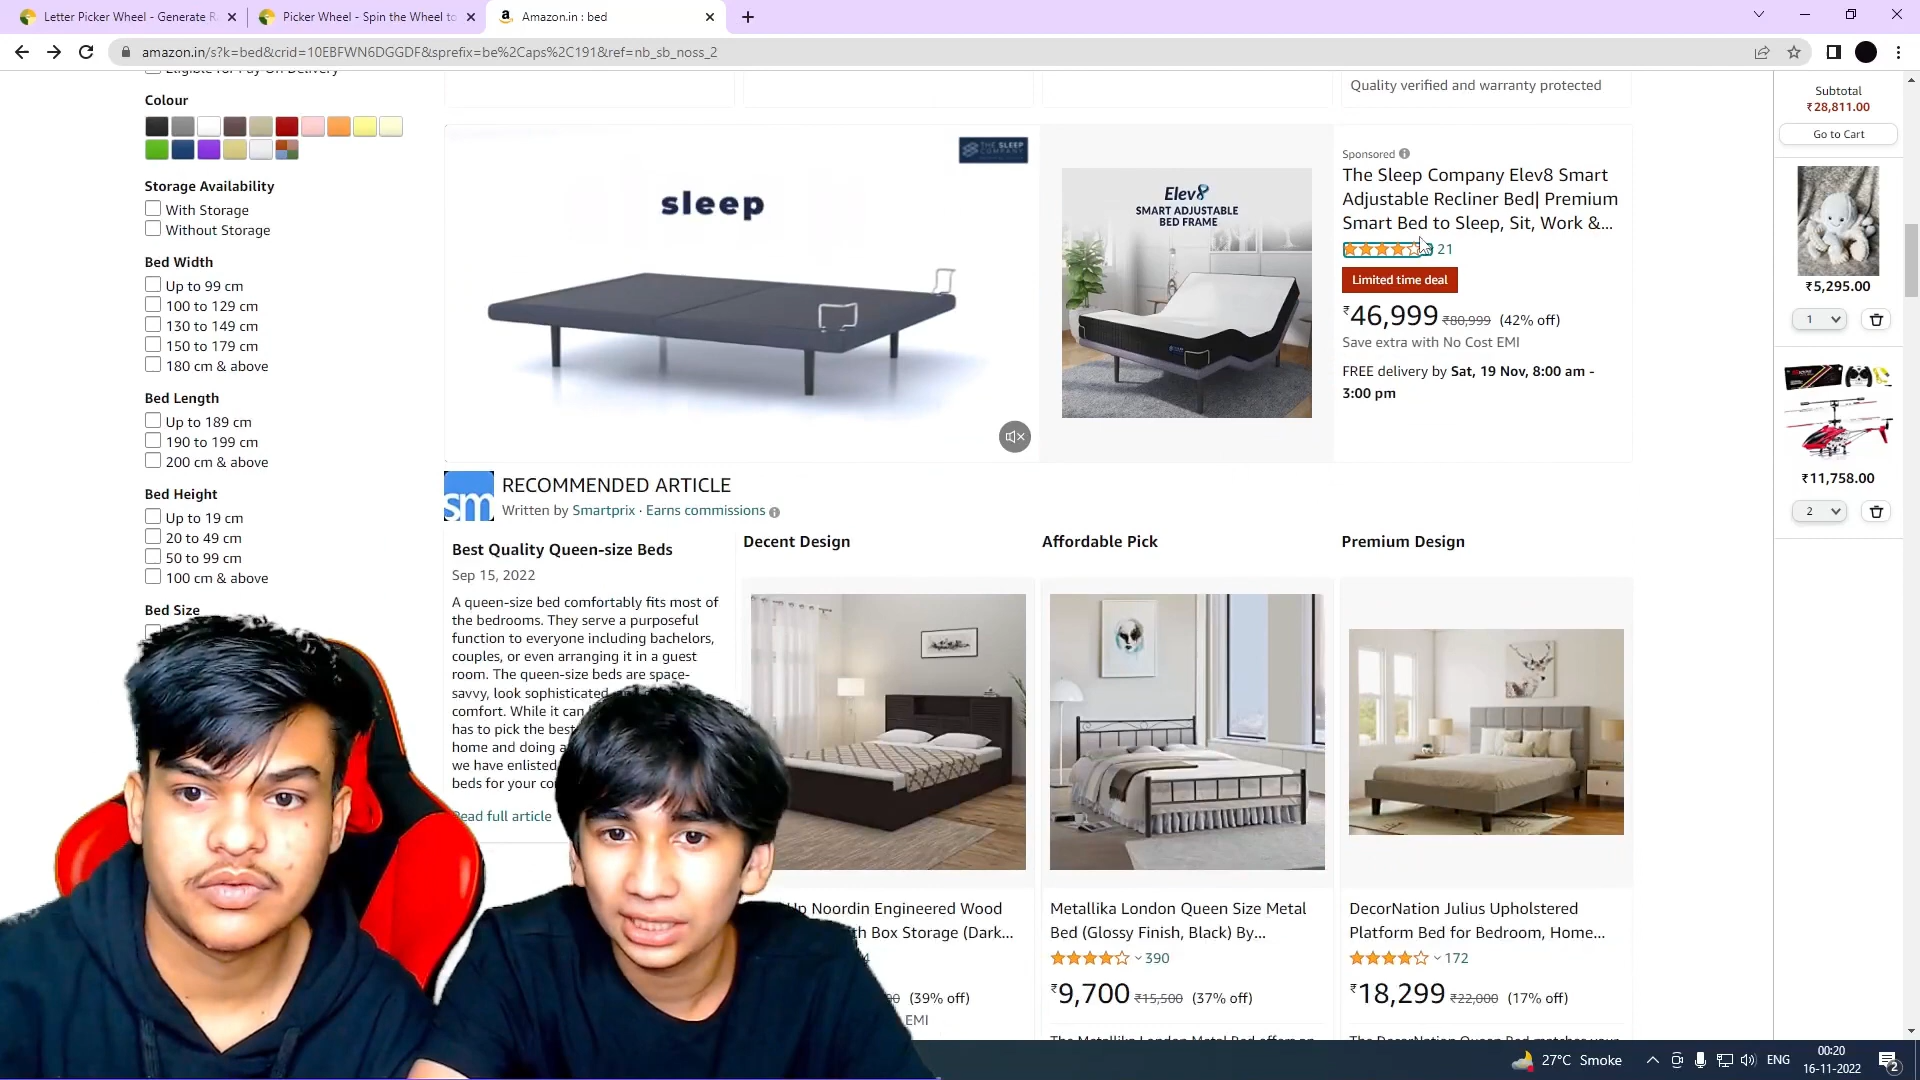 Letter Picker Wheel - Generate R
Picker Wheel - Spin the Wheel to
Amazon.in : bed
amazon.in/s?k=bed&crid=10EBFWN6DGGDF&sprefix=be%2Caps%2C191&ref=nb_sb_noss_2
Eligible for Pay On Delivery
Colour
Storage Availability
With Storage
Without Storage
Bed Width
Up to 99 cm
100 to 129 cm
130 to 149 cm
150 to 179 cm
180 cm & above
Bed Length
Up to 189 cm
190 to 199 cm
200 cm & above
Bed Height
Up to 19 cm
20 to 49 cm
50 to 99 cm
100 cm & above
Bed Size
Quality verified and warranty protected
THE SLEEP
COMPANY
sleep
Elev8
SMART ADJUSTABLE
BED FRAME
Sponsored
The Sleep Company Elev8 Smart
Adjustable Recliner Bed| Premium
Smart Bed to Sleep, Sit, Work &...
21
Limited time deal
₹46,999 ₹80,999 (42% off)
Save extra with No Cost EMI
FREE delivery by Sat, 19 Nov, 8:00 am -
3:00 pm
sm
RECOMMENDED ARTICLE
Written by Smartprix · Earns commissions
Best Quality Queen-size Beds
Sep 15, 2022
A queen-size bed comfortably fits most of
the bedrooms. They serve a purposeful
function to everyone including bachelors,
couples, or even arranging it in a guest
room. The queen-size beds are space-
savvy, look sophisticated
comfort. While it can
has to pick the best
home and doing a
we have enlisted
beds for your co
Read full article
Decent Design
Up Noordin Engineered Wood
th Box Storage (Dark...
4
(39% off)
EMI
Affordable Pick
Metallika London Queen Size Metal
Bed (Glossy Finish, Black) By...
390
₹9,700 ₹15,500 (37% off)
The Metallika London Metal Bed offers an
Premium Design
DecorNation Julius Upholstered
Platform Bed for Bedroom, Home...
172
₹18,299 ₹22,000 (17% off)
The DecorNation Queen Bed matches your
Subtotal
₹28,811.00
Go to Cart
₹5,295.00
1
₹11,758.00
2
27°C Smoke
ENG
00:20
16-11-2022
2